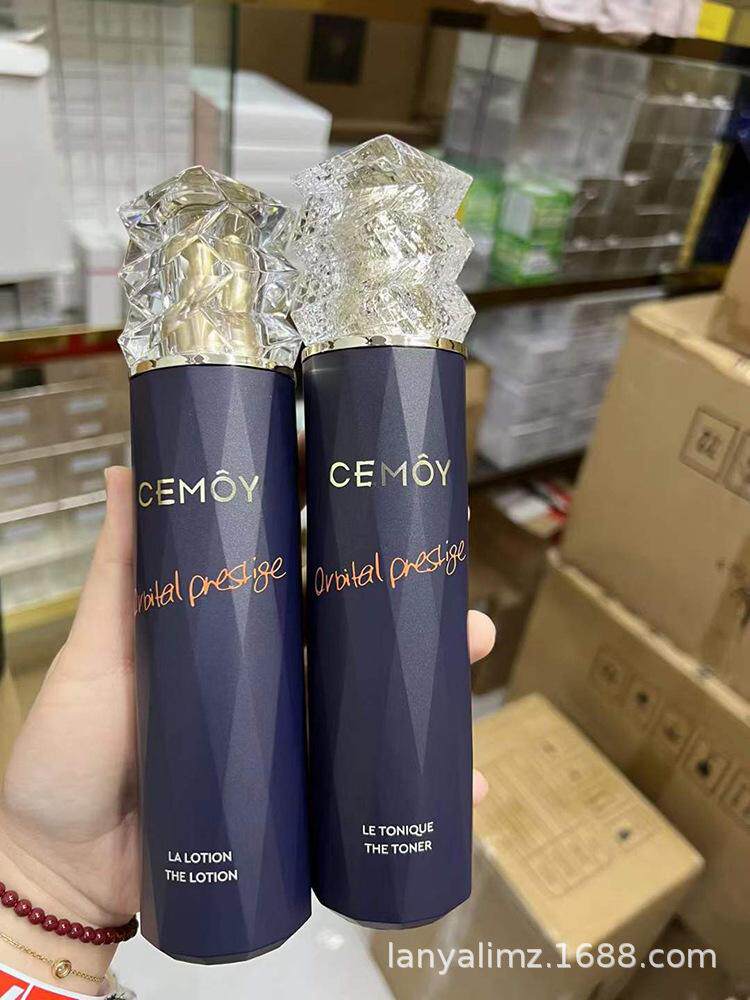 CEMÔY
Orbital prestige
LA LOTION
THE LOTION
CEMÔY
Orbital prestige
LE TONIQUE
THE TONER
lanyalimz.1688.com